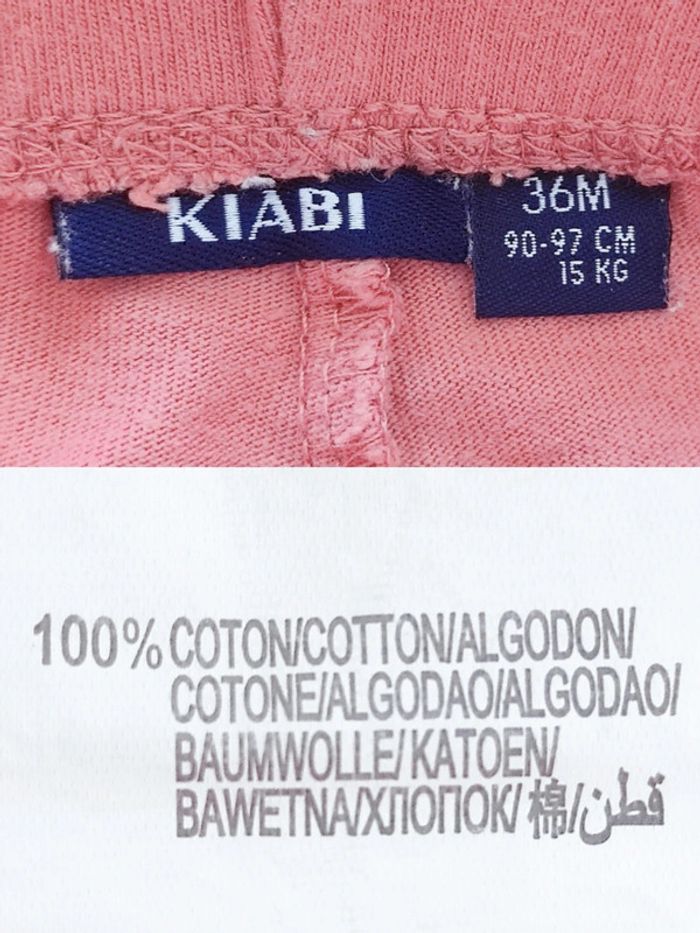 KIABI
36M
90-97 CM
15 KG
100% COTON/COTTON/ALGODON/
COTONE/ALGODAO/ALGODAO/
BAUMWOLLE/KATOEN/
BAWETNA/ХЛОПОК/棉/قطن